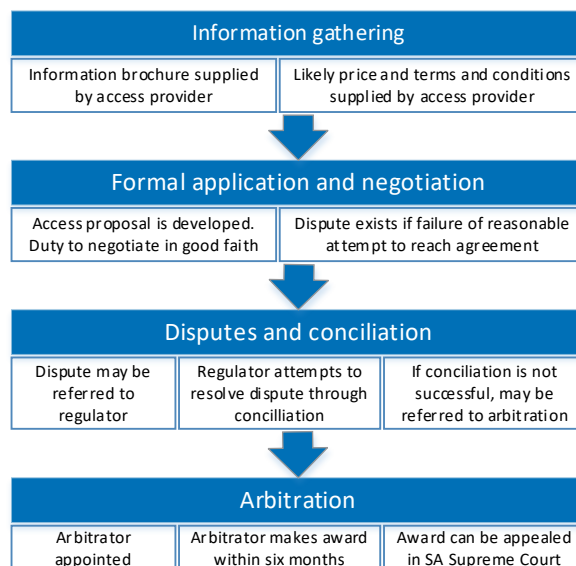 Information gathering
Information brochure supplied
by access provider
Likely price and terms and conditions
supplied by access provider
Formal application and negotiation
Access proposal is developed.
Duty to negotiate in good faith
Dispute exists if failure of reasonable
attempt to reach agreement
Disputes and conciliation
Dispute may be
referred to
regulator
Regulator attempts to
resolve dispute through
concilliation
If conciliation is not
successful, may be
referred to arbitration
Arbitration
Arbitrator
appointed
Arbitrator makes award
within six months
Award can be appealed
in SA Supreme Court